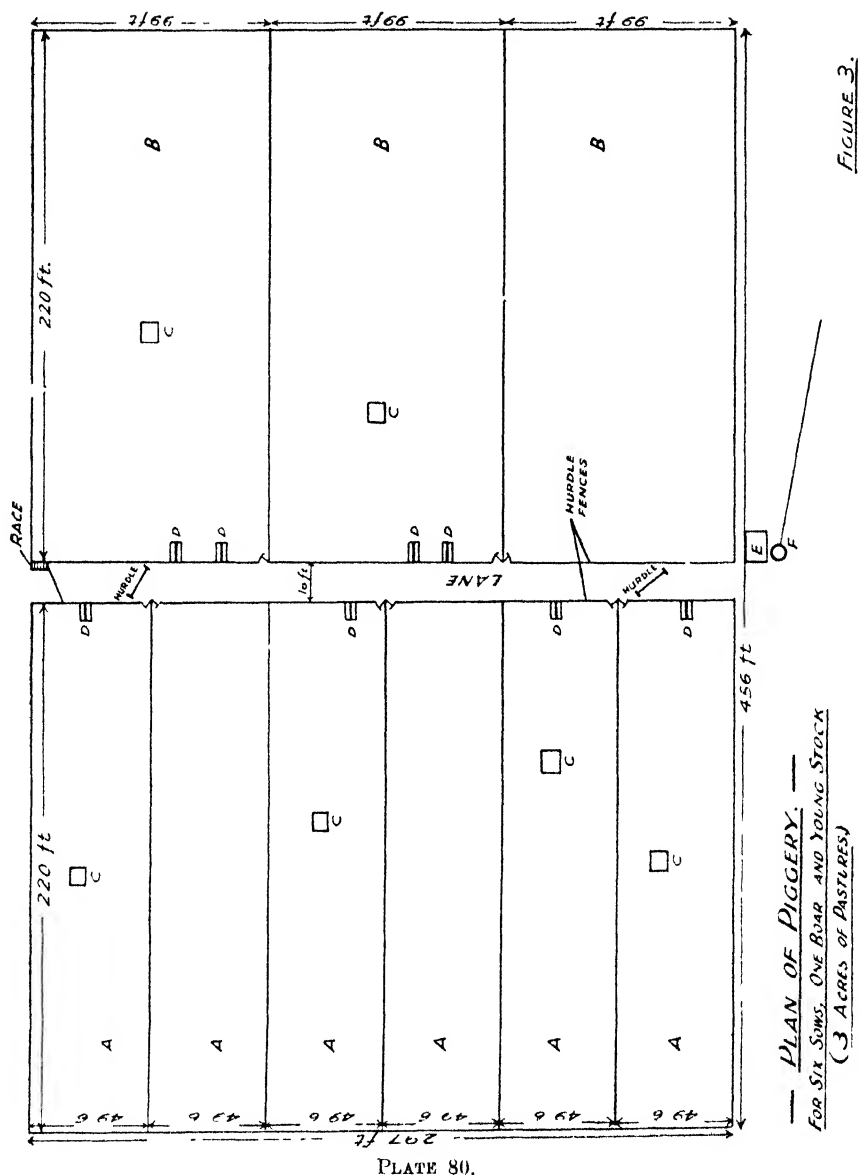 99 ft
99 ft
99 ft
220 ft.
B
B
B
C
C
RACE
D
D
D
D
HURDLE
FENCES
E
F
HURDLE
10 ft
LANE
HURDLE
D
D
D
D
456 ft
220 ft
C
C
C
C
A
A
A
A
A
A
49 6
49 6
49 6
49 6
49 6
49 6
297 ft
FIGURE 3.
— PLAN OF PIGGERY. —
FOR SIX SOWS, ONE BOAR AND YOUNG STOCK
(3 ACRES OF PASTURES)
PLATE 80.